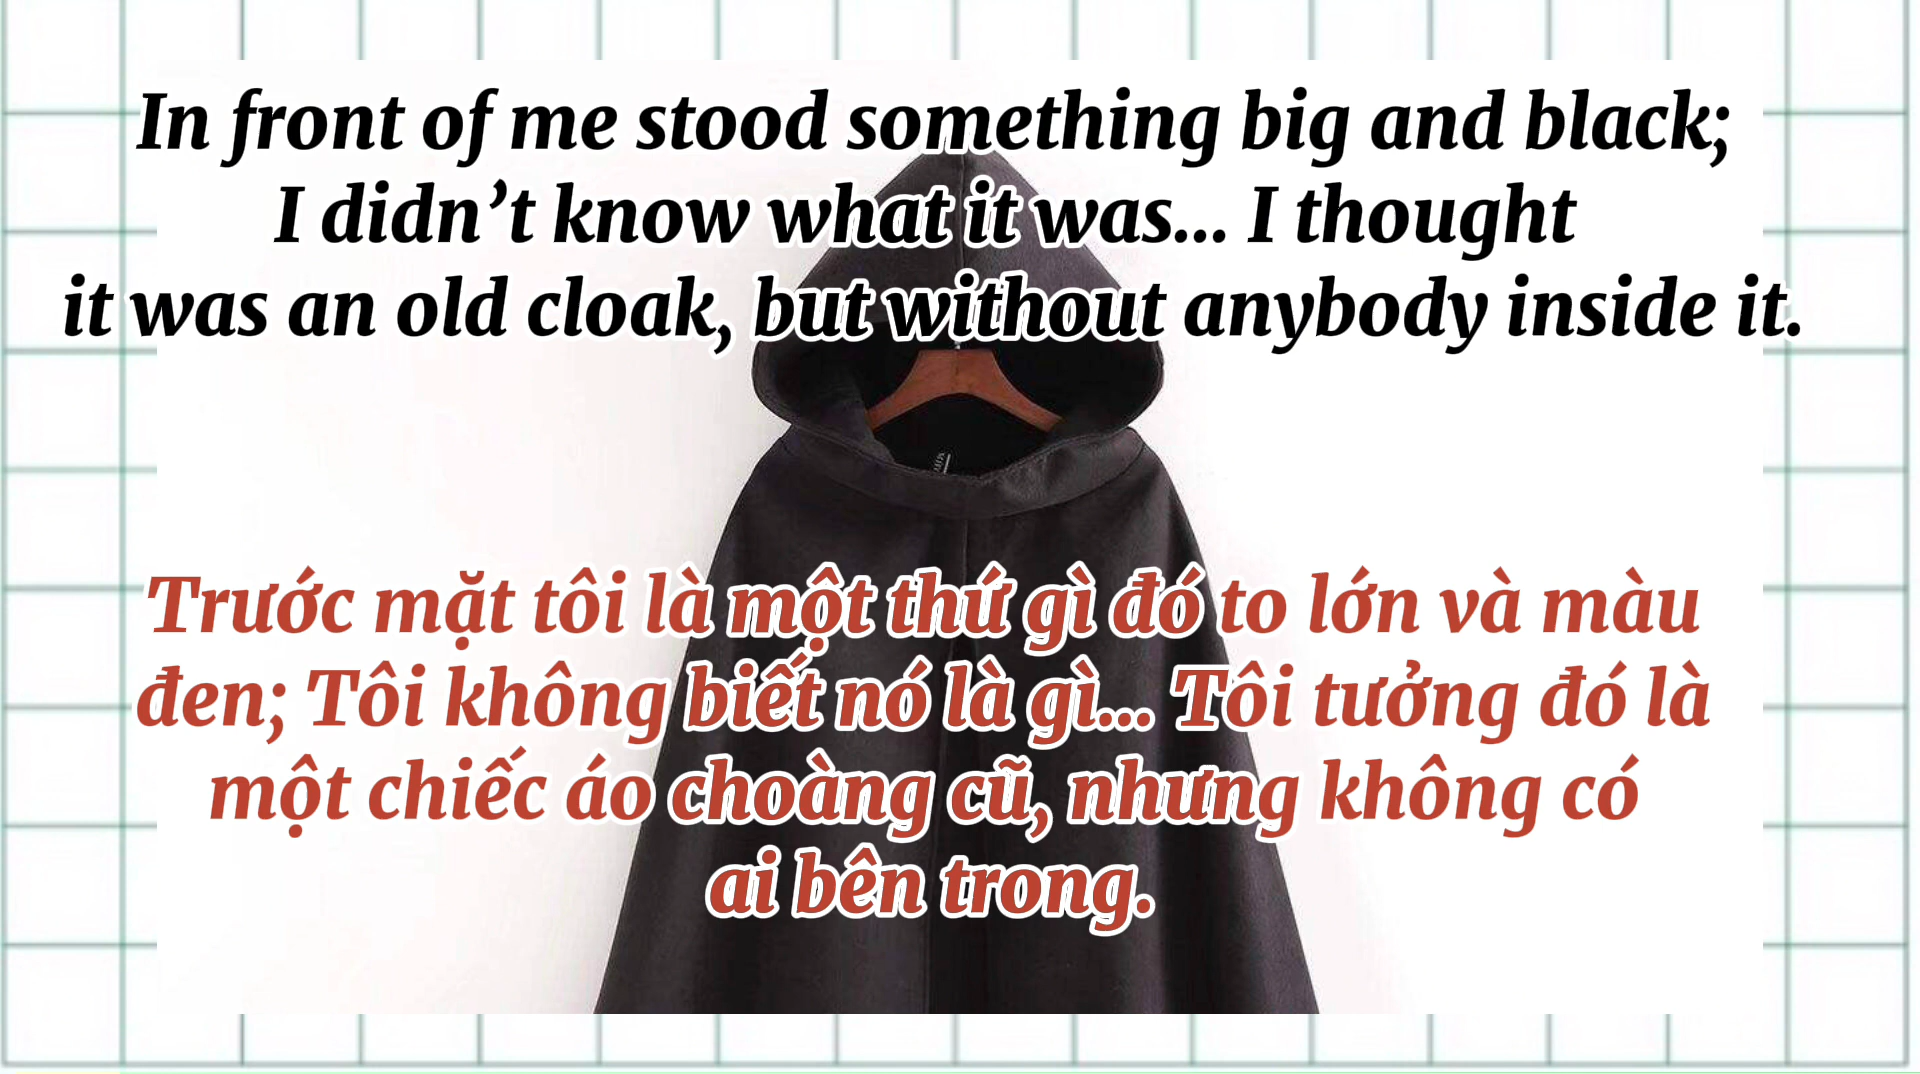 In front of me stood something big and black;
I didn’t know what it was... I thought
it was an old cloak, but without anybody inside it.
Trước mặt tôi là một thứ gì đó to lớn và màu
đen; Tôi không biết nó là gì... Tôi tưởng đó là
một chiếc áo choàng cũ, nhưng không có
ai bên trong.